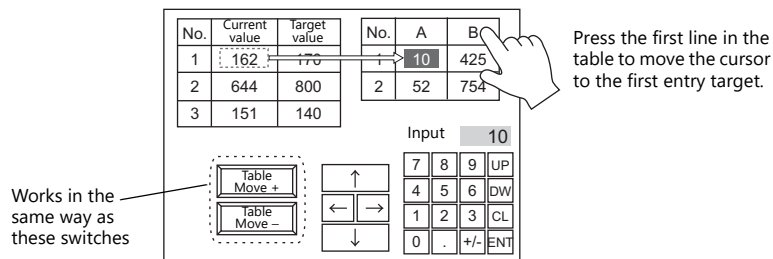 No. Current value Target value
1 162 170
2 644 800
3 151 140
No. A B
1 10 425
2 52 754
Press the first line in the
table to move the cursor
to the first entry target.
Input 10
Works in the
same way as
these switches
Table
Move +
Table
Move –
↑
← →
↓
7 8 9 UP
4 5 6 DW
1 2 3 CL
0 . +/- ENT